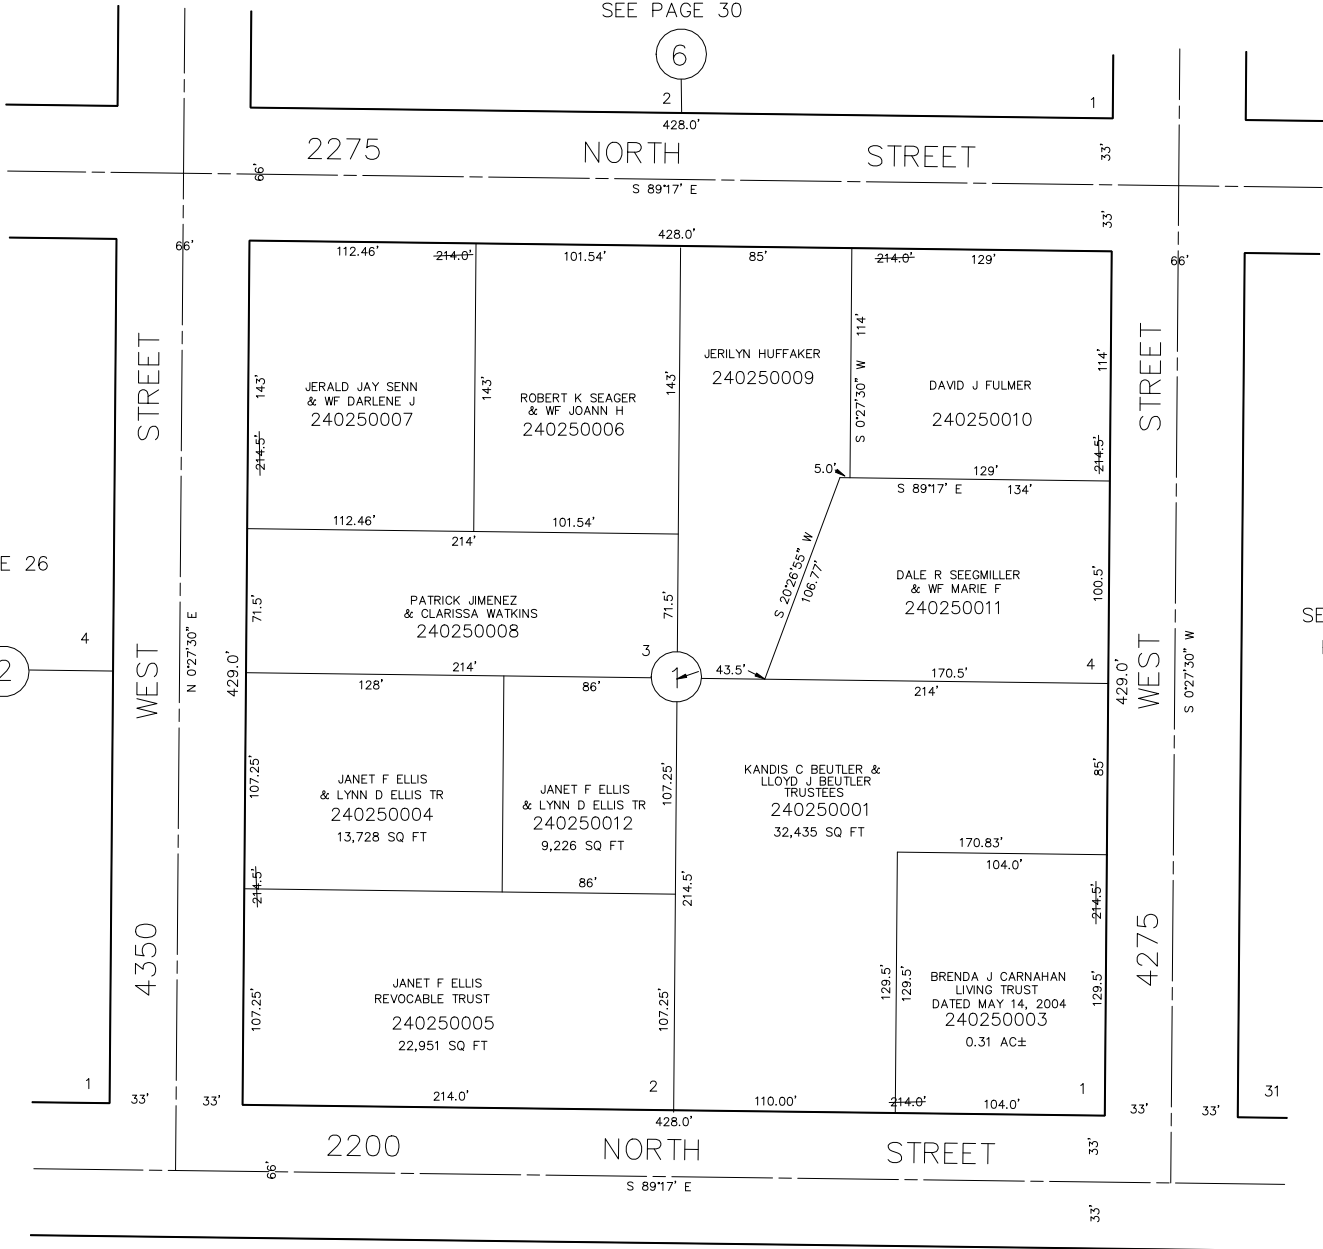 SEE PAGE 30
6
2
1
428.0'
2275 NORTH STREET
33'
66'
S 89°17' E
33'
66'
428.0'
66'
112.46'
214.0'
101.54'
85'
214.0'
129'
STREET
143'
214.5'
JERALD JAY SENN
& WF DARLENE J
240250007
143'
ROBERT K SEAGER
& WF JOANN H
240250006
143'
JERILYN HUFFAKER
240250009
114'
S 0°27'30" W
DAVID J FULMER
240250010
114'
214.5'
STREET
5.0'
129'
S 89°17' E
134'
112.46'
101.54'
214'
E 26
4
2
N 0°27'30" E
71.5'
PATRICK JIMENEZ
& CLARISSA WATKINS
240250008
71.5'
S 20°26'55" W
106.77'
DALE R SEEGMILLER
& WF MARIE F
240250011
100.5'
SE
WEST
429.0'
214'
3
1
43.5'
170.5'
4
214'
429.0'
WEST
S 0°27'30" W
128'
86'
107.25'
JANET F ELLIS
& LYNN D ELLIS TR
240250004
13,728 SQ FT
JANET F ELLIS
& LYNN D ELLIS TR
240250012
9,226 SQ FT
107.25'
KANDIS C BEUTLER &
LLOYD J BEUTLER
TRUSTEES
240250001
32,435 SQ FT
85'
170.83'
104.0'
214.5'
86'
214.5'
214.5'
4350
107.25'
JANET F ELLIS
REVOCABLE TRUST
240250005
22,951 SQ FT
107.25'
129.5'
129.5'
BRENDA J CARNAHAN
LIVING TRUST
DATED MAY 14, 2004
240250003
0.31 AC±
129.5'
4275
1
33'
33'
214.0'
2
110.00'
214.0'
104.0'
1
33'
33'
31
428.0'
2200 NORTH STREET
33'
66'
S 89°17' E
33'